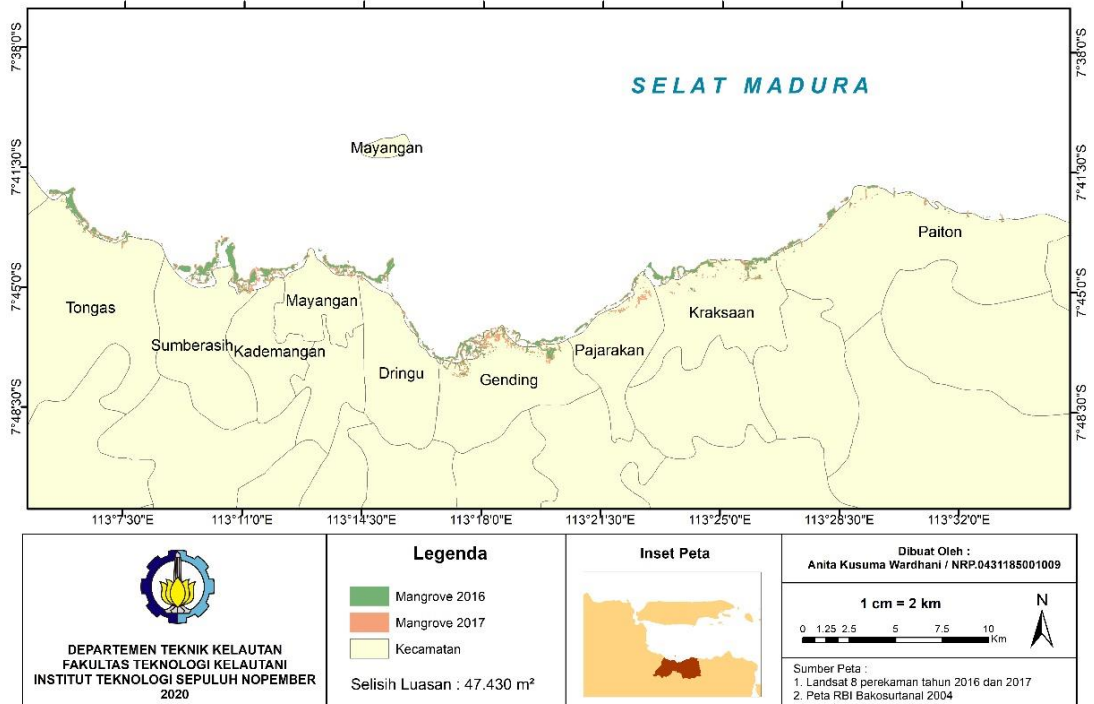 7°38'0"S
7°38'0"S
SELAT MADURA
Mayangan
7°41'30"S
7°41'30"S
Paiton
7°45'0"S
7°45'0"S
Tongas
Mayangan
Kraksaan
Sumberasih
Kademangan
Pajarakan
Dringu
Gending
7°48'30"S
7°48'30"S
113°7'30"E
113°11'0"E
113°14'30"E
113°18'0"E
113°21'30"E
113°25'0"E
113°28'30"E
113°32'0"E
DEPARTEMEN TEKNIK KELAUTAN
FAKULTAS TEKNOLOGI KELAUTANI
INSTITUT TEKNOLOGI SEPULUH NOPEMBER
2020
Legenda
Mangrove 2016
Mangrove 2017
Kecamatan
Selisih Luasan : 47.430 m²
Inset Peta
Dibuat Oleh :
Anita Kusuma Wardhani / NRP.0431185001009
1 cm = 2 km
N
0 1.25 2.5 5 7.5 10
Km
Sumber Peta :
1. Landsat 8 perekaman tahun 2016 dan 2017
2. Peta RBI Bakosurtanal 2004